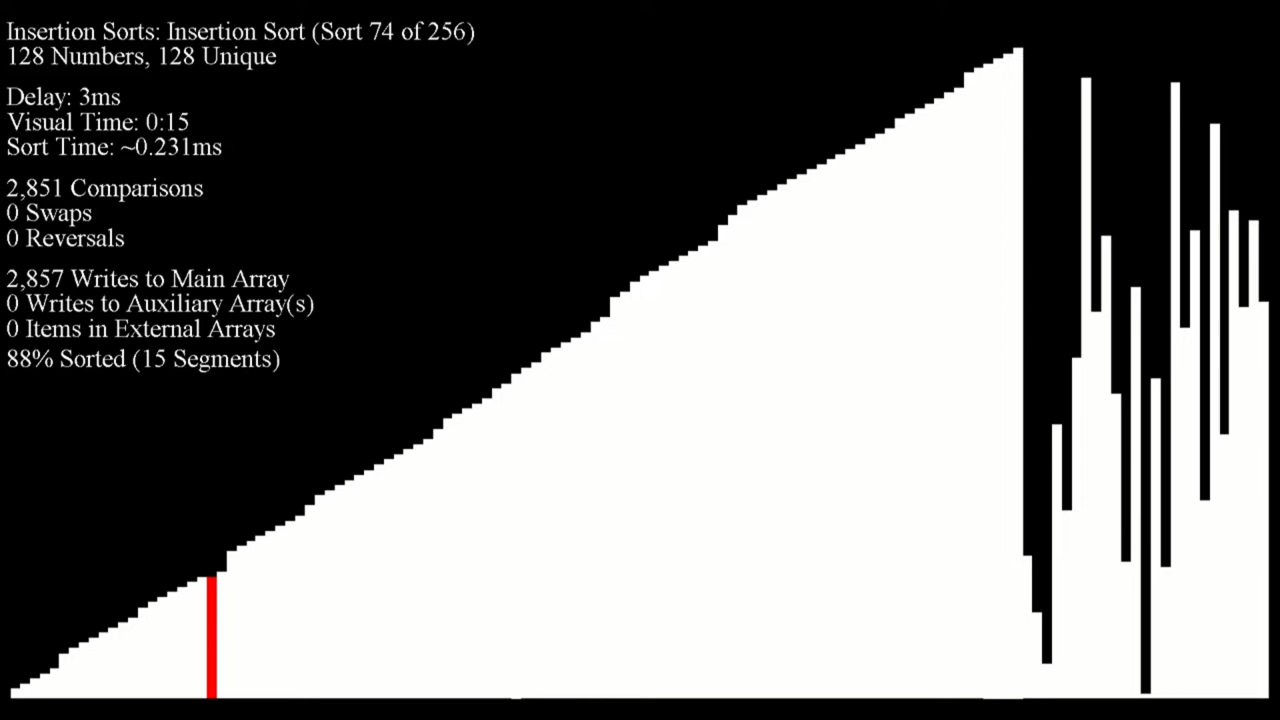 Insertion Sorts: Insertion Sort (Sort 74 of 256)
128 Numbers, 128 Unique
Delay: 3ms
Visual Time: 0:15
Sort Time: ~0.231ms
2,851 Comparisons
0 Swaps
0 Reversals
2,857 Writes to Main Array
0 Writes to Auxiliary Array(s)
0 Items in External Arrays
88% Sorted (15 Segments)